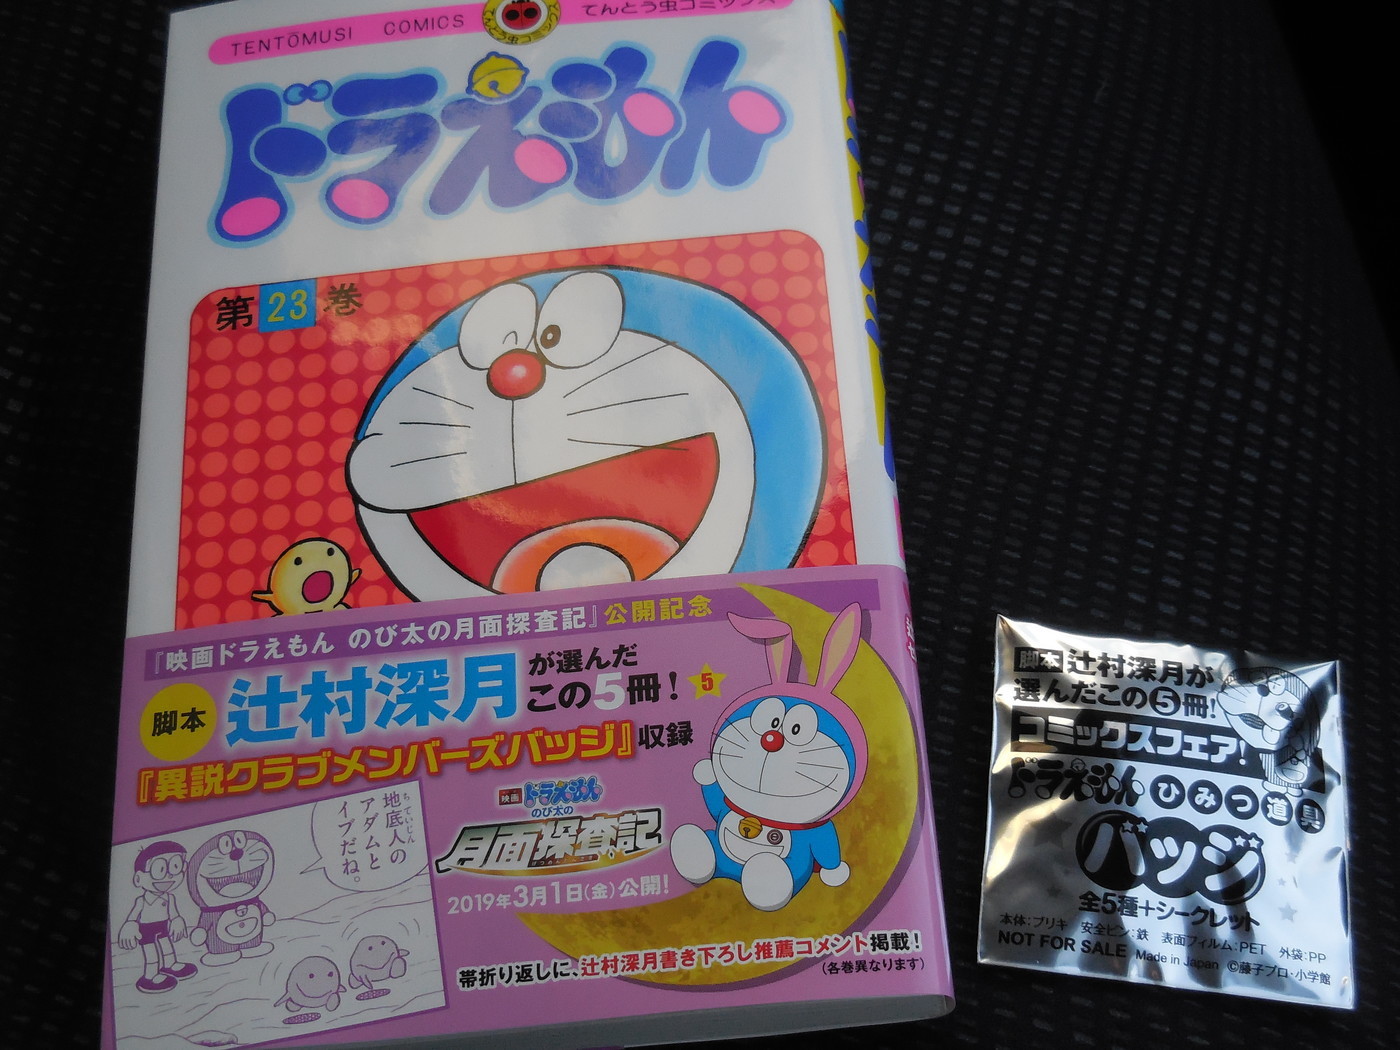 TENTŌMUSI COMICS
てんとう虫コミックス
てんとう虫コミックス
ドラえもん
第23巻
『映画ドラえもん のび太の月面探査記』公開記念
脚本 辻村深月が選んだこの5冊! 5
『異説クラブメンバーズバッジ』収録
地底人の
アダムと
イブだね。
映画 ドラえもん
のび太の
月面探査記
2019年3月1日(金)公開!
帯折り返しに、辻村深月書き下ろし推薦コメント掲載!
(各巻異なります)
脚本 辻村深月が
選んだこの5冊!
コミックスフェア!
ドラえもん ひみつ道具
バッジ
全5種+シークレット
本体:ブリキ 安全ピン:鉄 表面フィルム:PET 外袋:PP
NOT FOR SALE Made in Japan ©藤子プロ・小学館